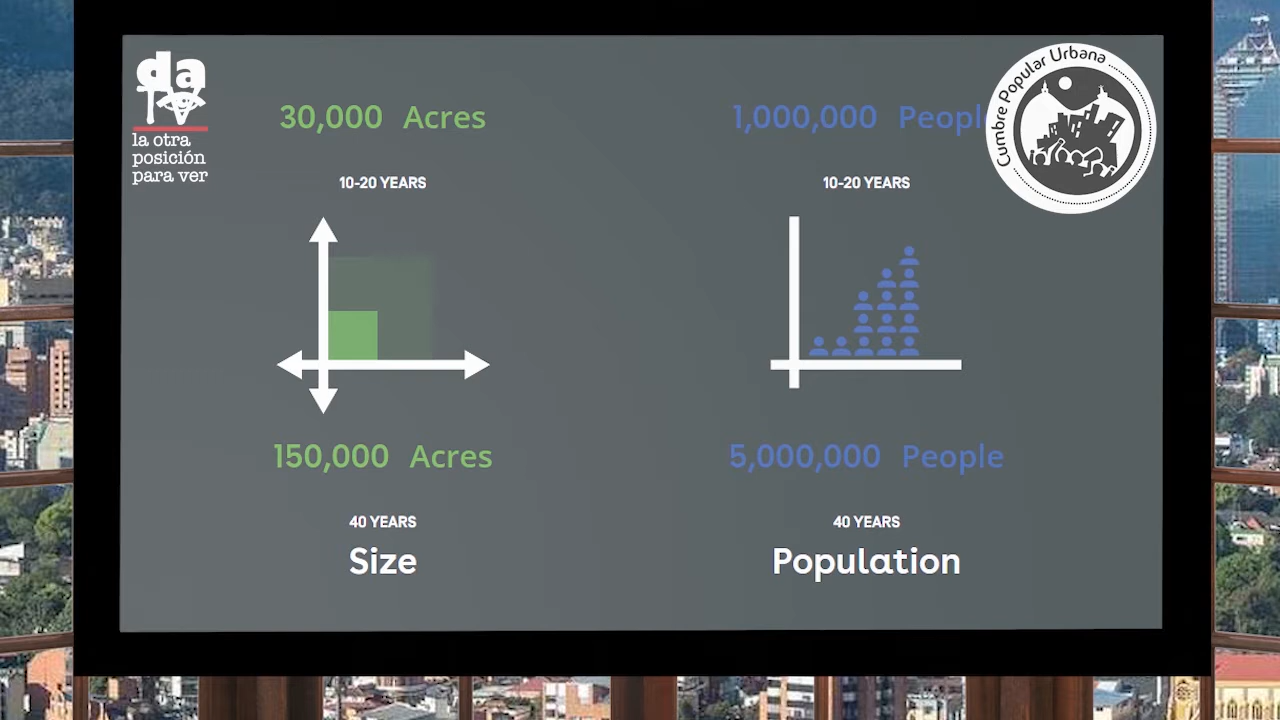 da
tv
la otra
posición
para ver
30,000 Acres
10-20 YEARS
150,000 Acres
40 YEARS
Size
1,000,000 People
10-20 YEARS
5,000,000 People
40 YEARS
Population
Cumbre Popular Urbana